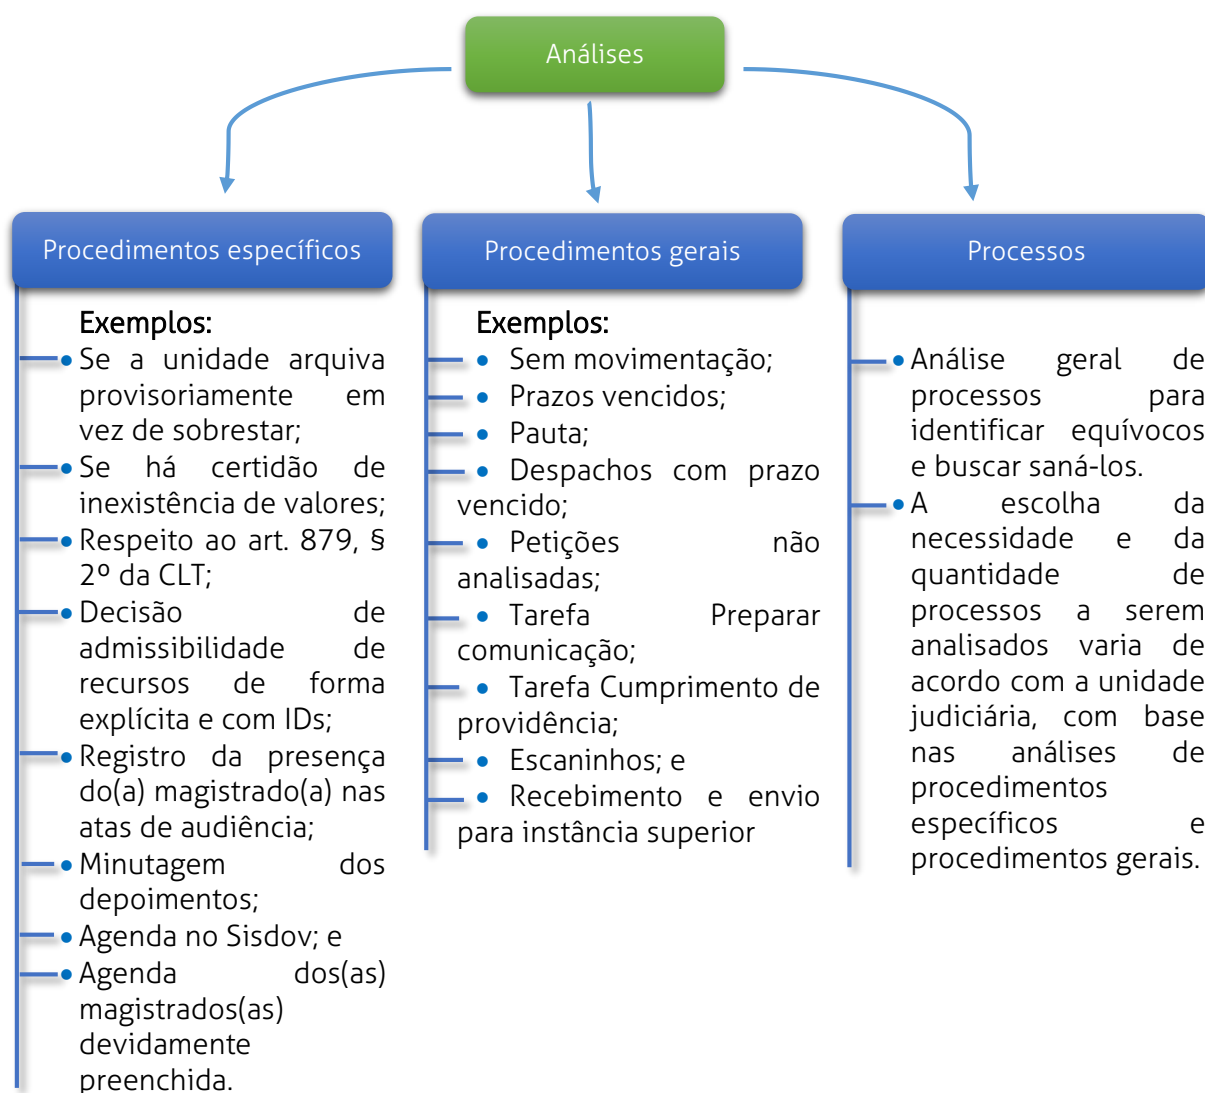 Análises
Procedimentos específicos
Exemplos:
• Se a unidade arquiva
provisoriamente em
vez de sobrestar;
• Se há certidão de
inexistência de valores;
• Respeito ao art. 879, §
2º da CLT;
• Decisão de
admissibilidade de
recursos de forma
explícita e com IDs;
• Registro da presença
do(a) magistrado(a) nas
atas de audiência;
• Minutagem dos
depoimentos;
• Agenda no Sisdov; e
• Agenda dos(as)
magistrados(as)
devidamente
preenchida.
Procedimentos gerais
Exemplos:
• Sem movimentação;
• Prazos vencidos;
• Pauta;
• Despachos com prazo
vencido;
• Petições não
analisadas;
• Tarefa Preparar
comunicação;
• Tarefa Cumprimento de
providência;
• Escaninhos; e
• Recebimento e envio
para instância superior
Processos
• Análise geral de
processos para
identificar equívocos
e buscar saná-los.
• A escolha da
necessidade e da
quantidade de
processos a serem
analisados varia de
acordo com a unidade
judiciária, com base
nas análises de
procedimentos
específicos e
procedimentos gerais.